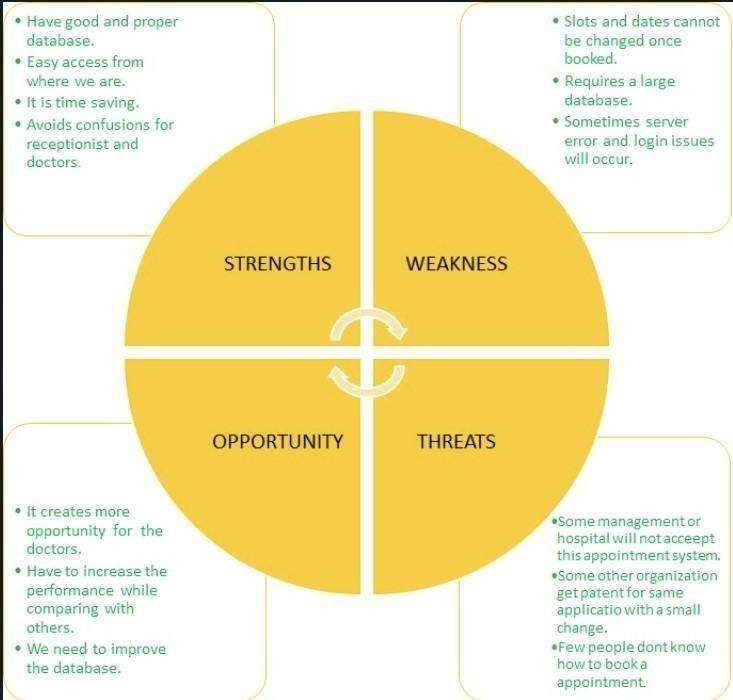 • Have good and proper
database.
• Easy access from
where we are.
• It is time saving.
• Avoids confusions for
receptionist and
doctors.
• Slots and dates cannot
be changed once
booked.
• Requires a large
database.
• Sometimes server
error and login issues
will occur.
STRENGTHS
WEAKNESS
OPPORTUNITY
THREATS
• It creates more
opportunity for the
doctors.
• Have to increase the
performance while
comparing with
others.
• We need to improve
the database.
•Some management or
hospital will not acceept
this appointment system.
•Some other organization
get patent for same
applicatio with a small
change.
•Few people dont know
how to book a
appointment.